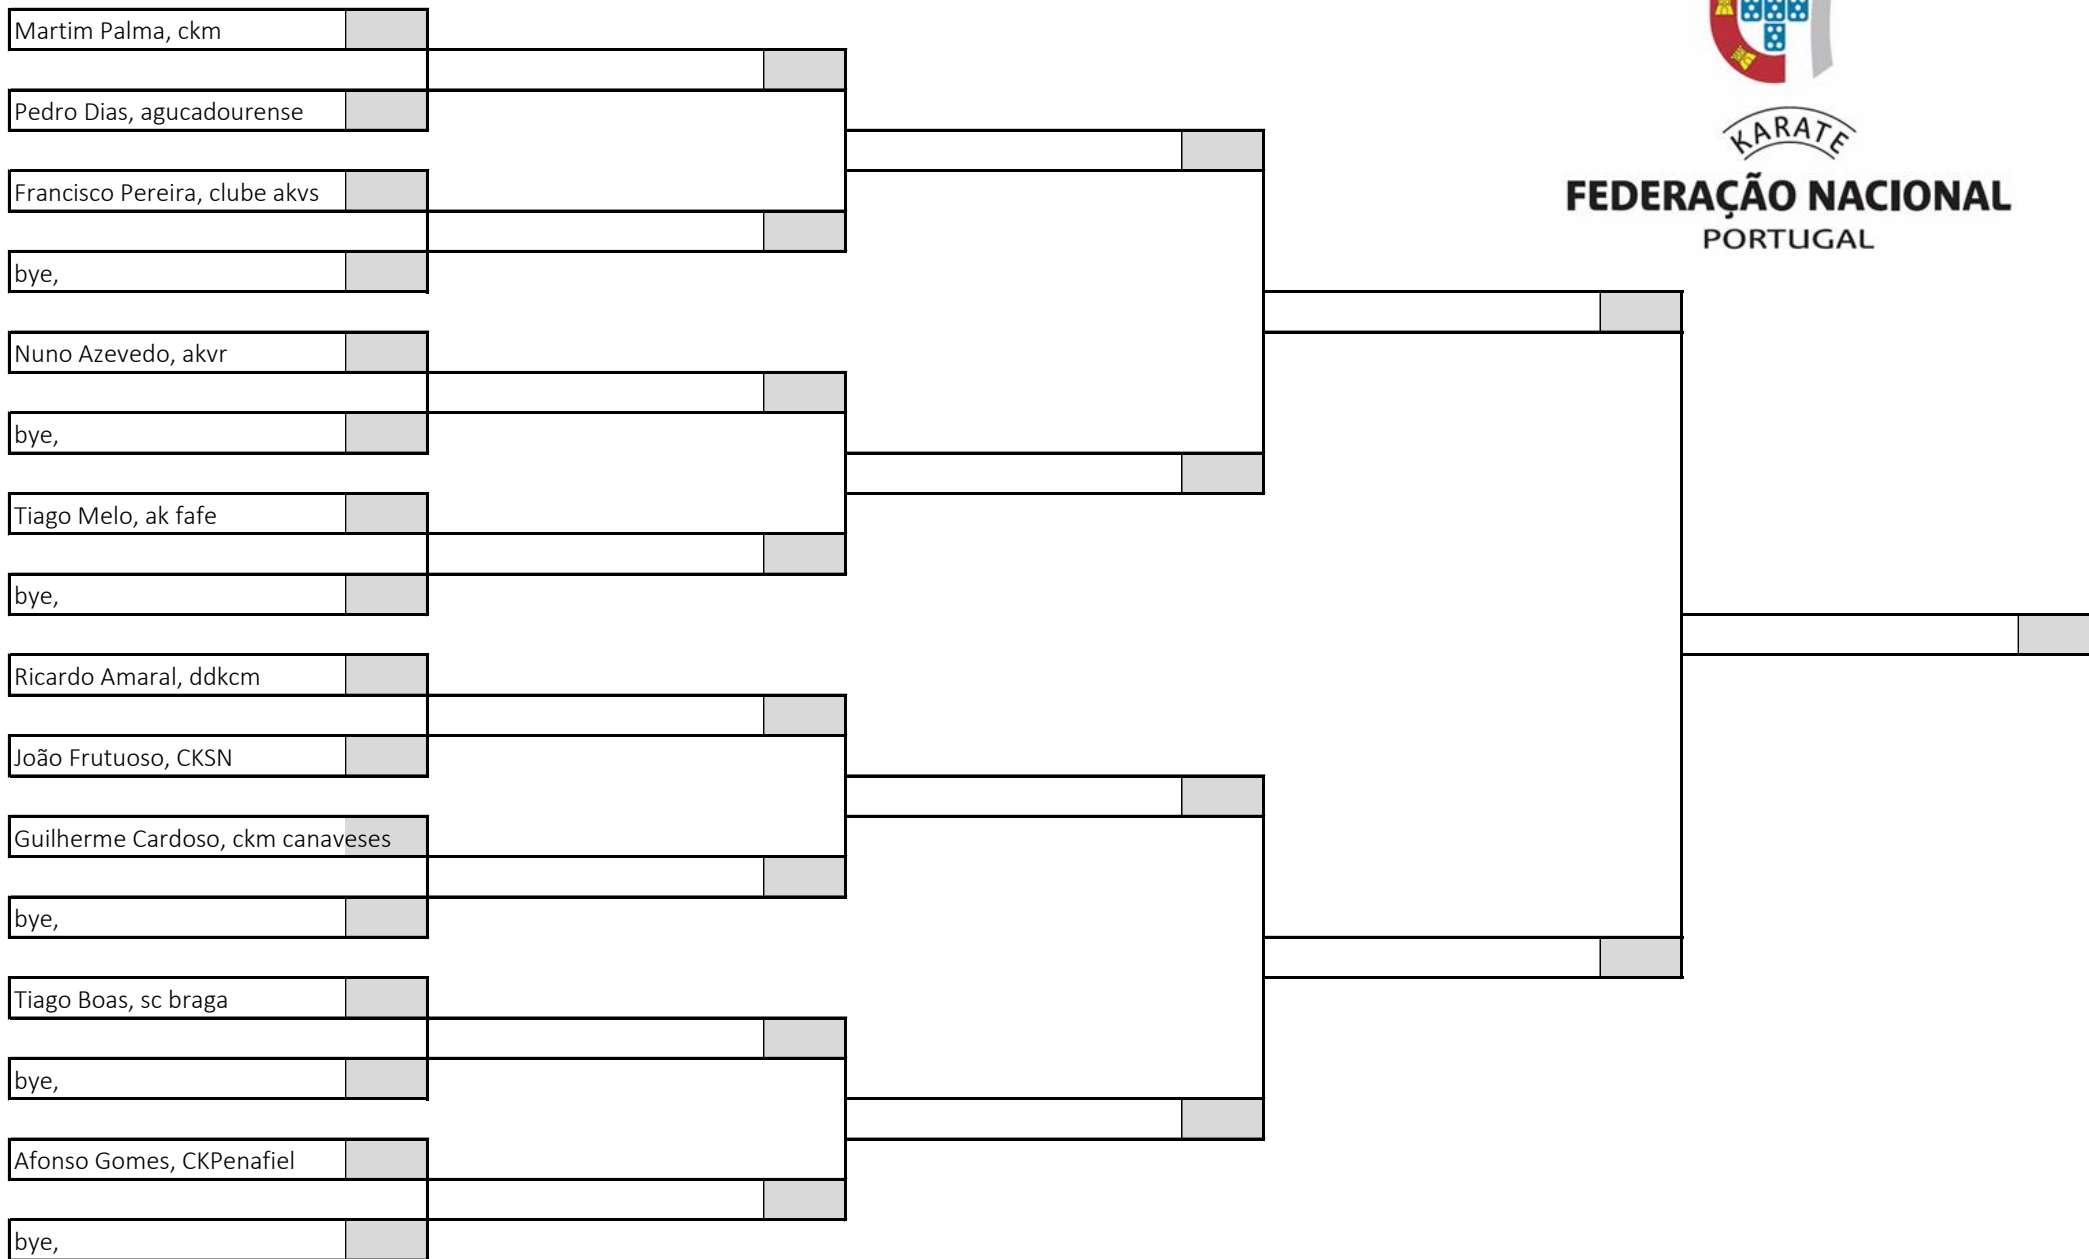 Martim Palma, ckm
Pedro Dias, agucadourense
Francisco Pereira, clube akvs
bye,
Nuno Azevedo, akvr
bye,
Tiago Melo, ak fafe
bye,
Ricardo Amaral, ddkcm
João Frutuoso, CKSN
Guilherme Cardoso, ckm canaveses
bye,
Tiago Boas, sc braga
bye,
Afonso Gomes, CKPenafiel
bye,
KARATE
FEDERAÇÃO NACIONAL
PORTUGAL